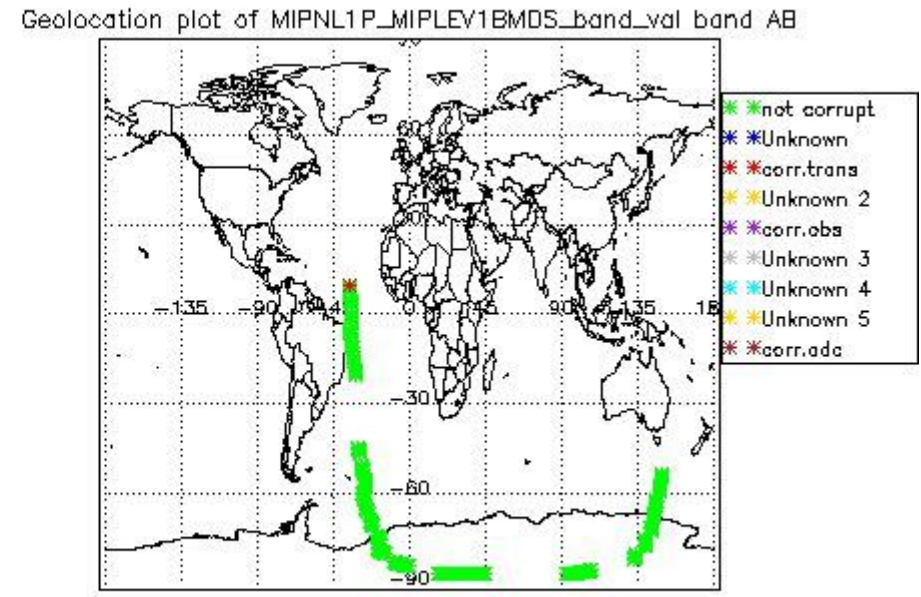 Geolocation plot of MIPNL1P_MIPLEV1BMDS_band_val band AB
not corrupt
Unknown
corr.trans
Unknown 2
corr.obs
Unknown 3
Unknown 4
Unknown 5
corr.adc
60
-135 -90 0 45 90 135
-30
-60
-90